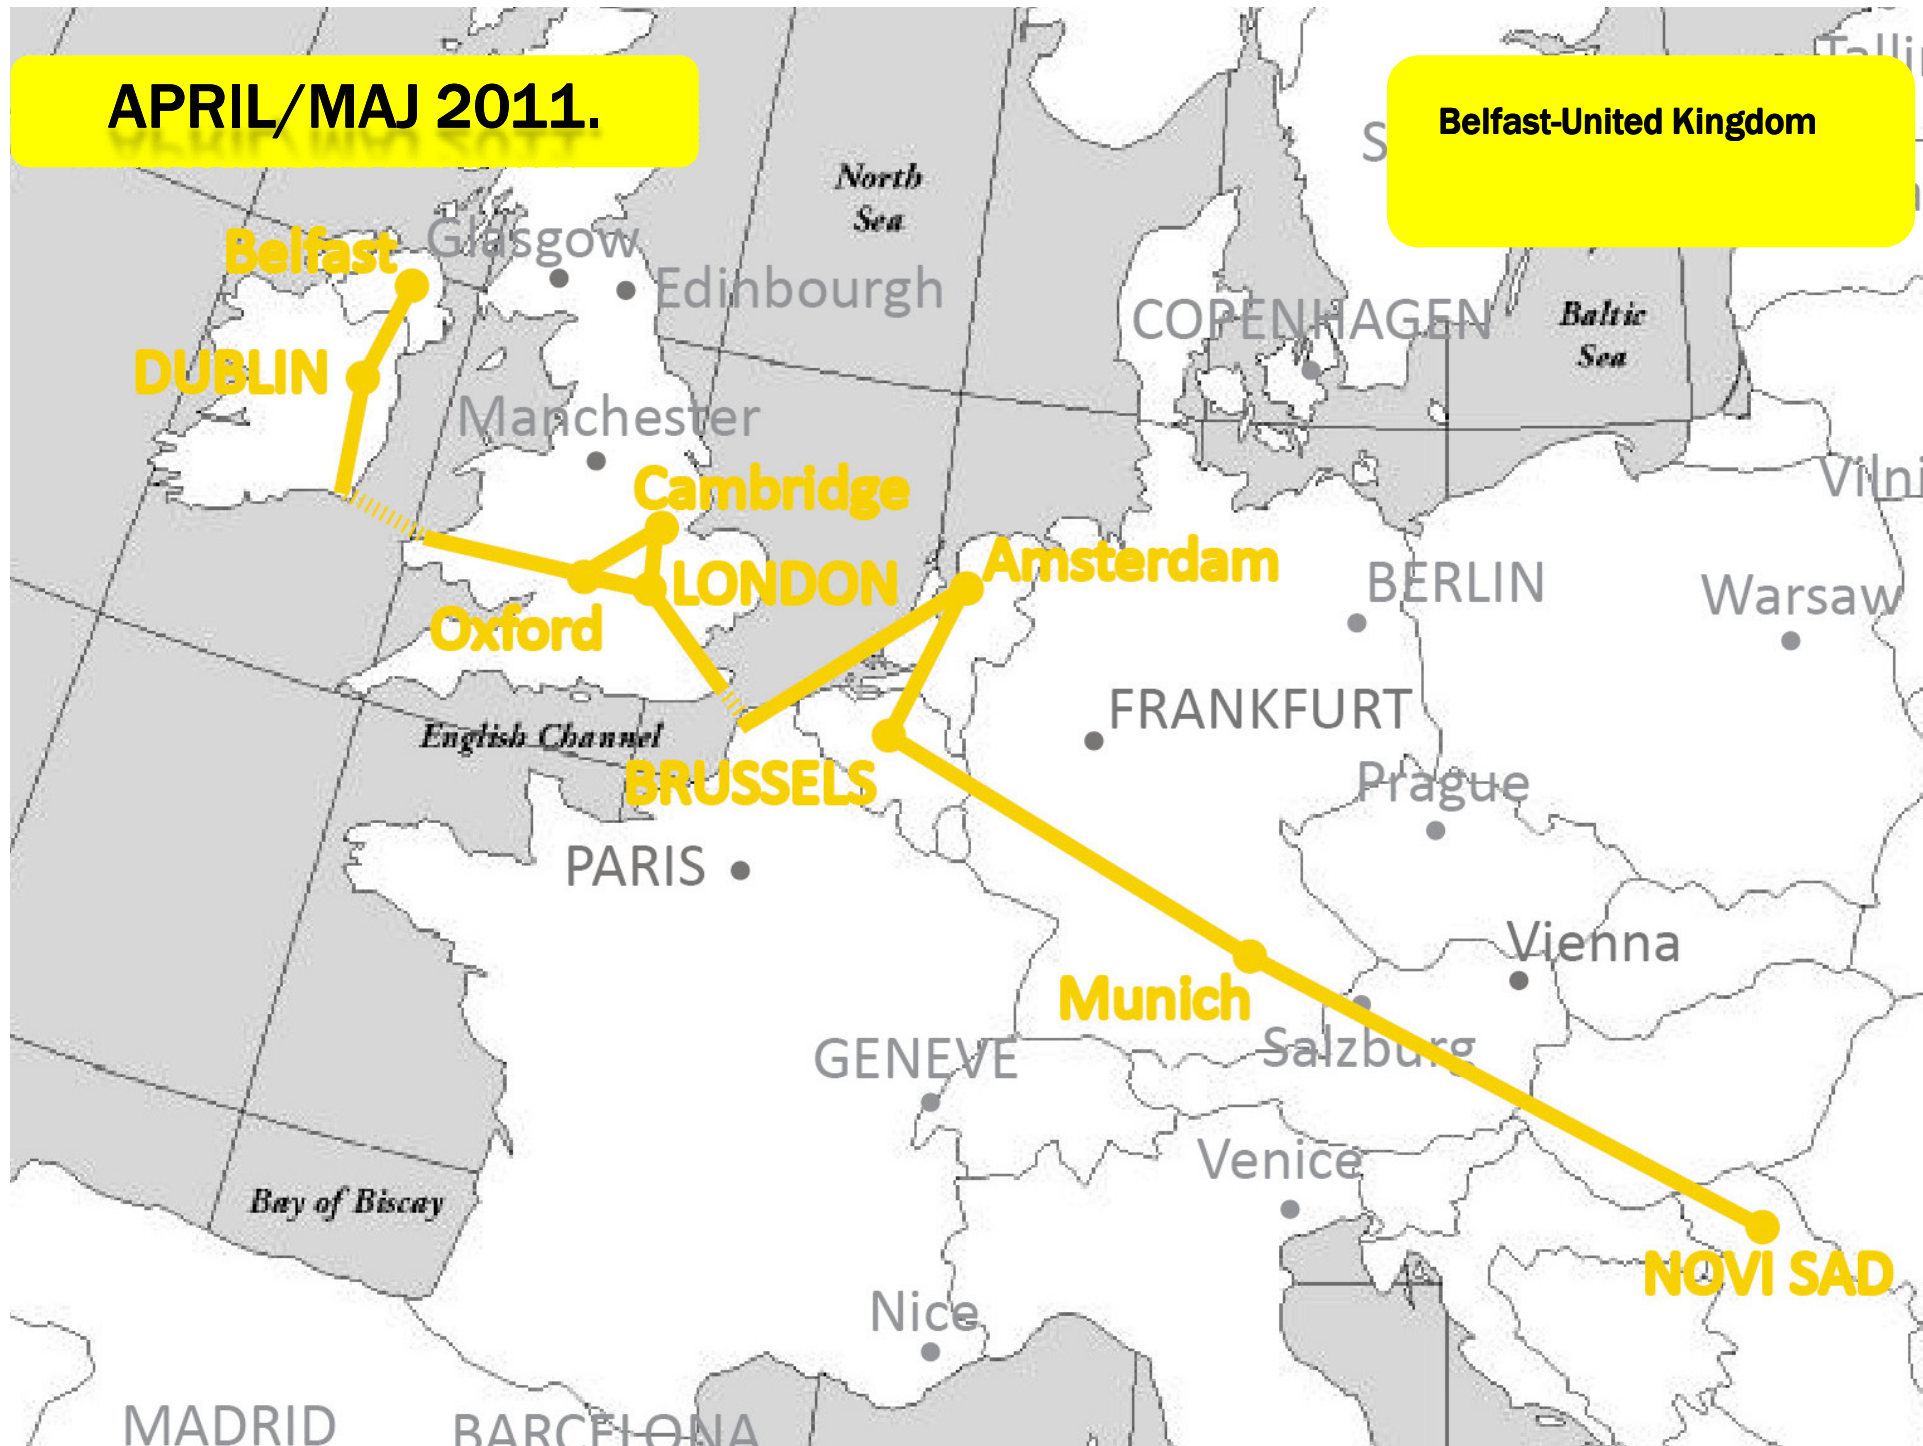 APRIL/MAJ 2011.
Belfast-United Kingdom
North
Sea
Belfast
Glasgow
Edinbourgh
COPENHAGEN
Baltic
Sea
DUBLIN
Manchester
Cambridge
Amsterdam
LONDON
BERLIN
Warsaw
Oxford
FRANKFURT
English Channel
BRUSSELS
Prague
PARIS
Vienna
Munich
Salzburg
GENEVE
Venice
Bay of Biscay
NOVI SAD
Nice
MADRID
BARCELONA